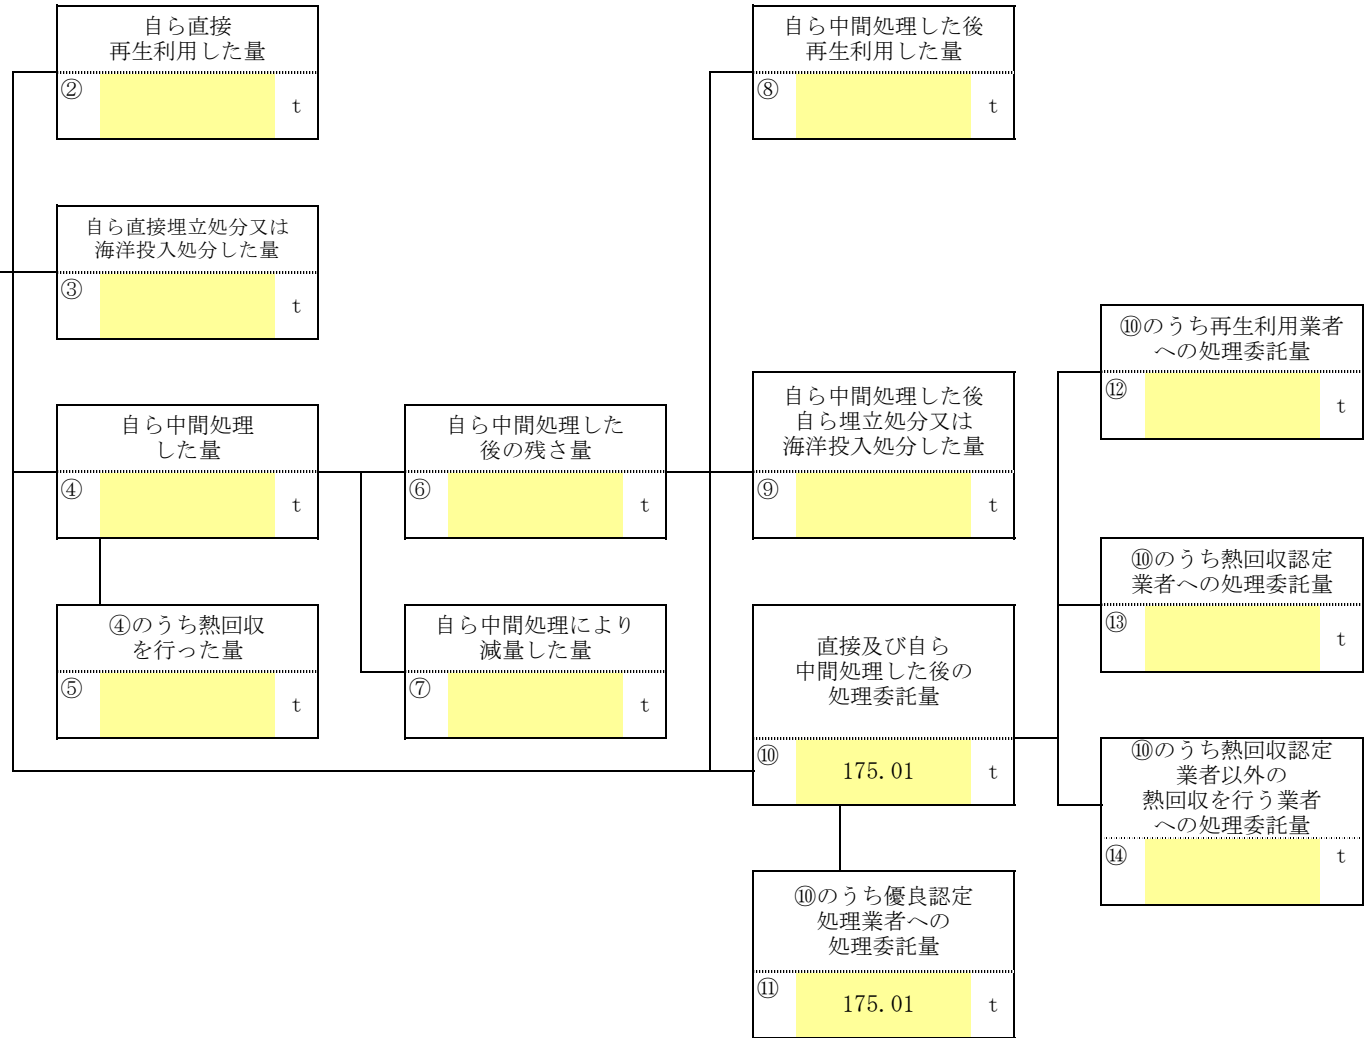 自ら直接
再生利用した量
②
t
自ら中間処理した後
再生利用した量
⑧
t
自ら直接埋立処分又は
海洋投入処分した量
③
t
⑩のうち再生利用業者
への処理委託量
⑫
t
自ら中間処理
した量
④
t
自ら中間処理した
後の残さ量
⑥
t
自ら中間処理した後
自ら埋立処分又は
海洋投入処分した量
⑨
t
⑩のうち熱回収認定
業者への処理委託量
⑬
t
④のうち熱回収
を行った量
⑤
t
自ら中間処理により
減量した量
⑦
t
直接及び自ら
中間処理した後の
処理委託量
⑩
175.01
t
⑩のうち熱回収認定
業者以外の
熱回収を行う業者
への処理委託量
⑭
t
⑩のうち優良認定
処理業者への
処理委託量
⑪
175.01
t